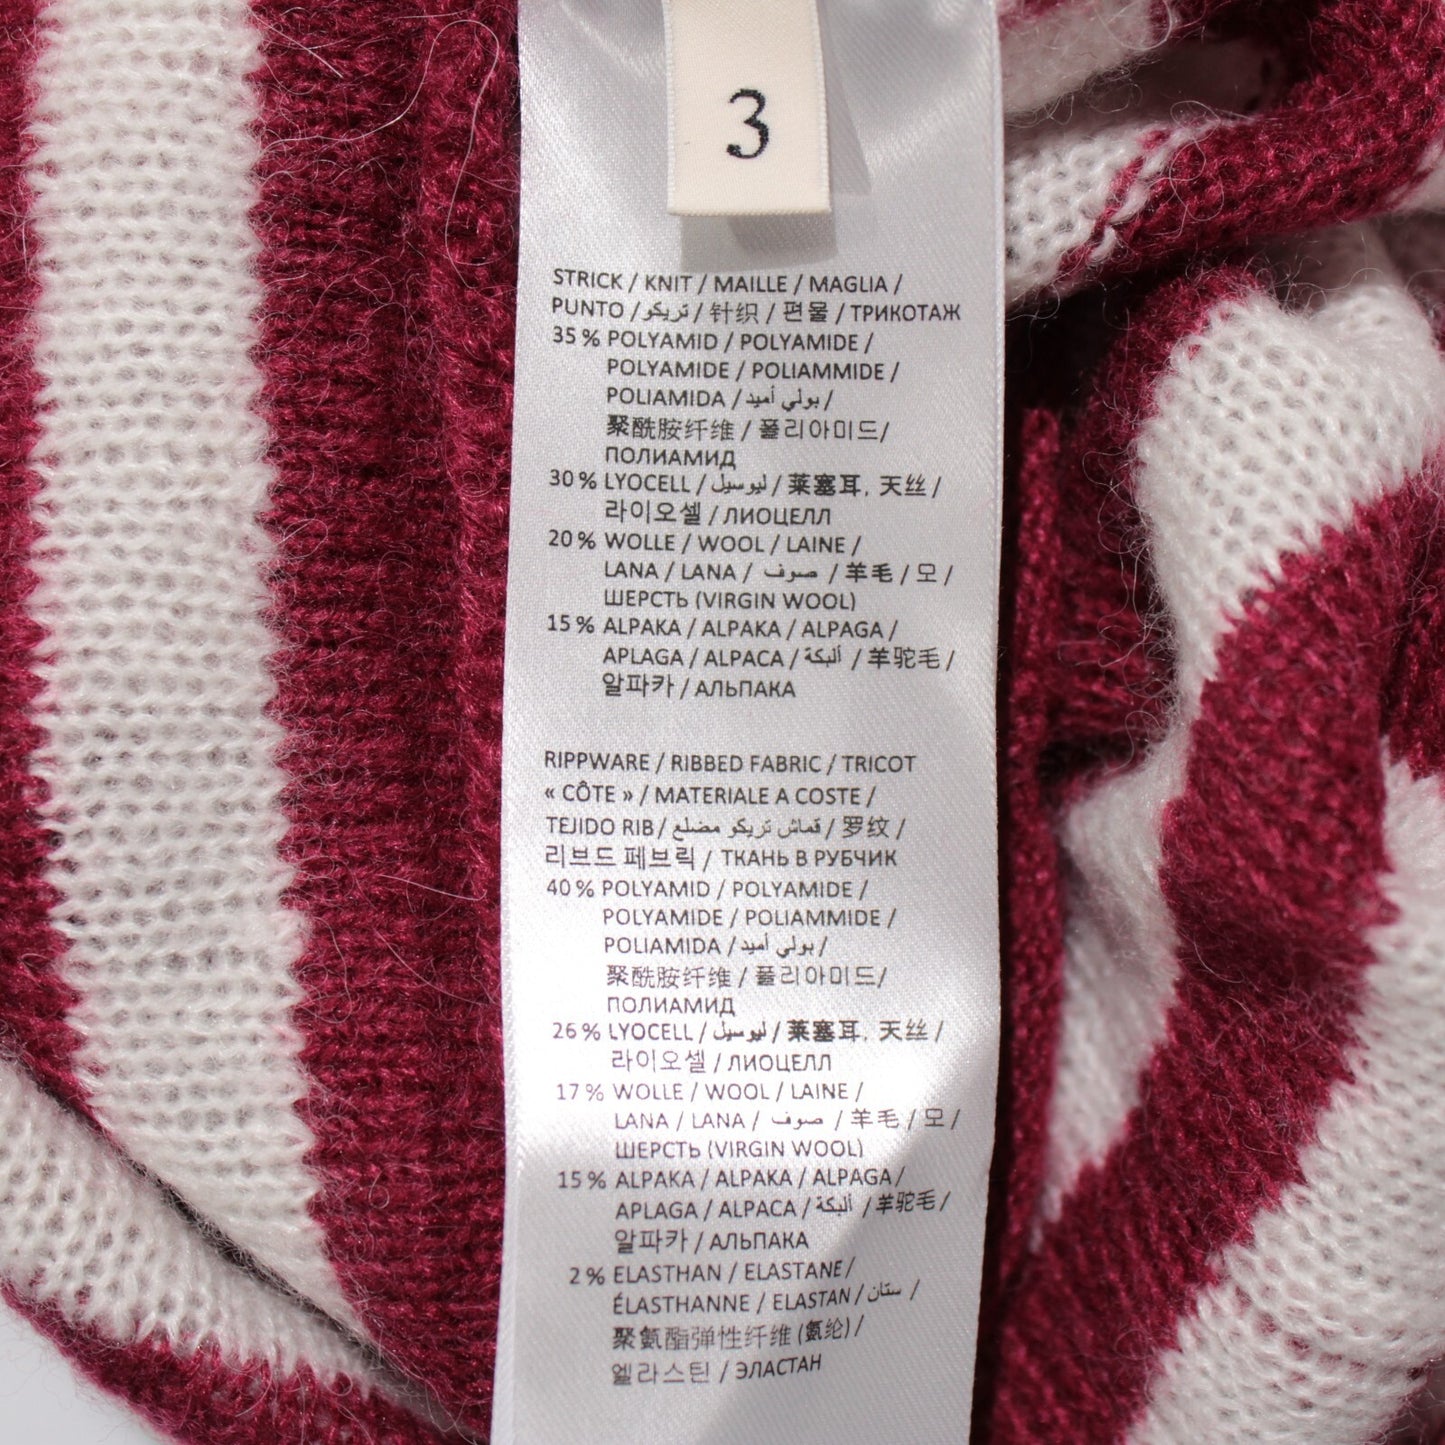 3
STRICK / KNIT / MAILLE / MAGLIA /
PUNTO / تريكو / 针织 / 편물 / ТРИКОТАЖ
35 % POLYAMID / POLYAMIDE /
POLYAMIDE / POLIAMMIDE /
POLIAMIDA / بولي أميد /
聚酰胺纤维 / 폴리아미드/
ПОЛИАМИД
30 % LYOCELL / ليوسيل / 莱塞耳, 天丝 /
라이오셀 / ЛИОЦЕЛЛ
20 % WOLLE / WOOL / LAINE /
LANA / LANA / صوف / 羊毛 / 모 /
ШЕРСТЬ (VIRGIN WOOL)
15 % ALPAKA / ALPAKA / ALPAGA /
APLAGA / ALPACA / ألبكة / 羊驼毛 /
알파카 / АЛЬПАКА
RIPPWARE / RIBBED FABRIC / TRICOT
« CÔTE » / MATERIALE A COSTE /
TEJIDO RIB / قماش تريكو مضلع / 罗纹 /
리브드 페브릭 / ТКАНЬ В РУБЧИК
40 % POLYAMID / POLYAMIDE /
POLYAMIDE / POLIAMMIDE /
POLIAMIDA / بولي أميد /
聚酰胺纤维 / 폴리아미드/
ПОЛИАМИД
26 % LYOCELL / ليوسيل / 莱塞耳, 天丝 /
라이오셀 / ЛИОЦЕЛЛ
17 % WOLLE / WOOL / LAINE /
LANA / LANA / صوف / 羊毛 / 모 /
ШЕРСТЬ (VIRGIN WOOL)
15 % ALPAKA / ALPAKA / ALPAGA /
APLAGA / ALPACA / ألبكة / 羊驼毛 /
알파카 / АЛЬПАКА
2 % ELASTHAN / ELASTANE /
ÉLASTHANNE / ELASTAN / ستان /
聚氨酯弹性纤维 (氨纶) /
엘라스틴 / ЭЛАСТАН